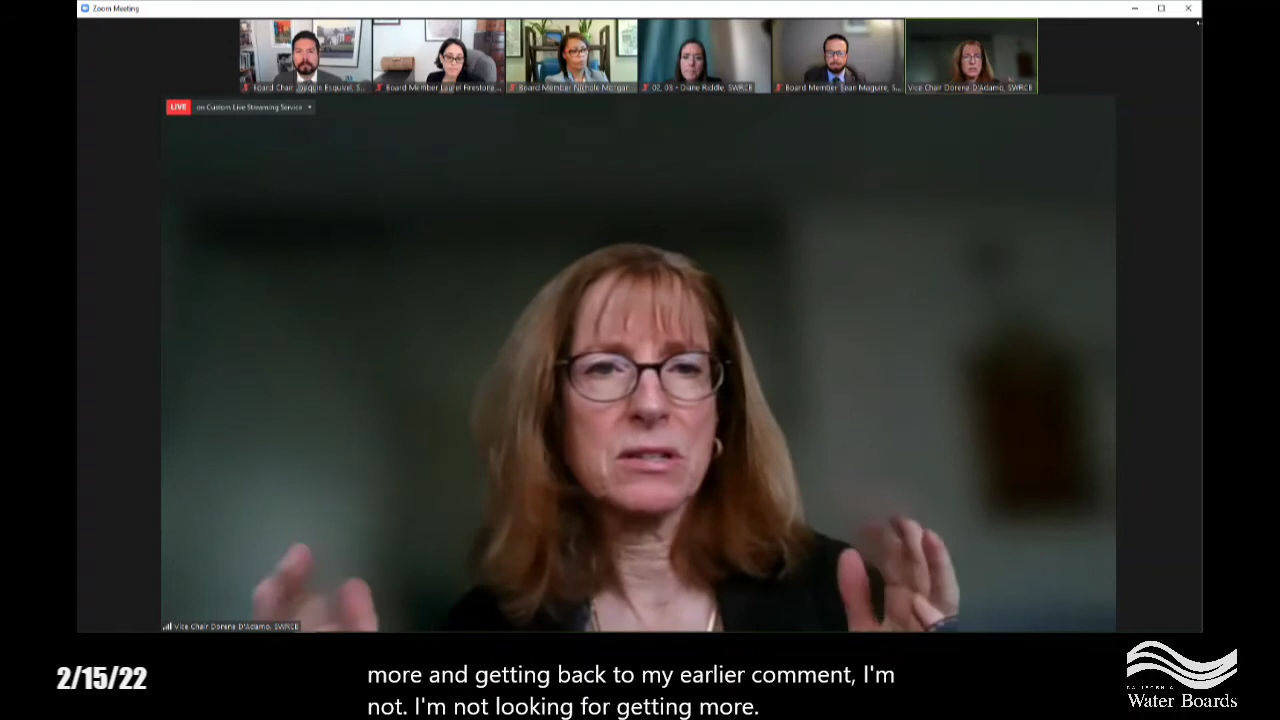 Zoom Meeting
Board Chair Joaquin Esquivel, S...
Board Member Laurel Firestone,...
Board Member Nichole Morgan
02, 03 - Diane Riddle, SWRCB
Board Member Sean Maguire, S...
Vice Chair Dorene D'Adamo, SWRCB
LIVE on Custom Live Streaming Service
Vice Chair Dorene D'Adamo, SWRCB
2/15/22
more and getting back to my earlier comment, I'm
not. I'm not looking for getting more.
CALIFORNIA
Water Boards